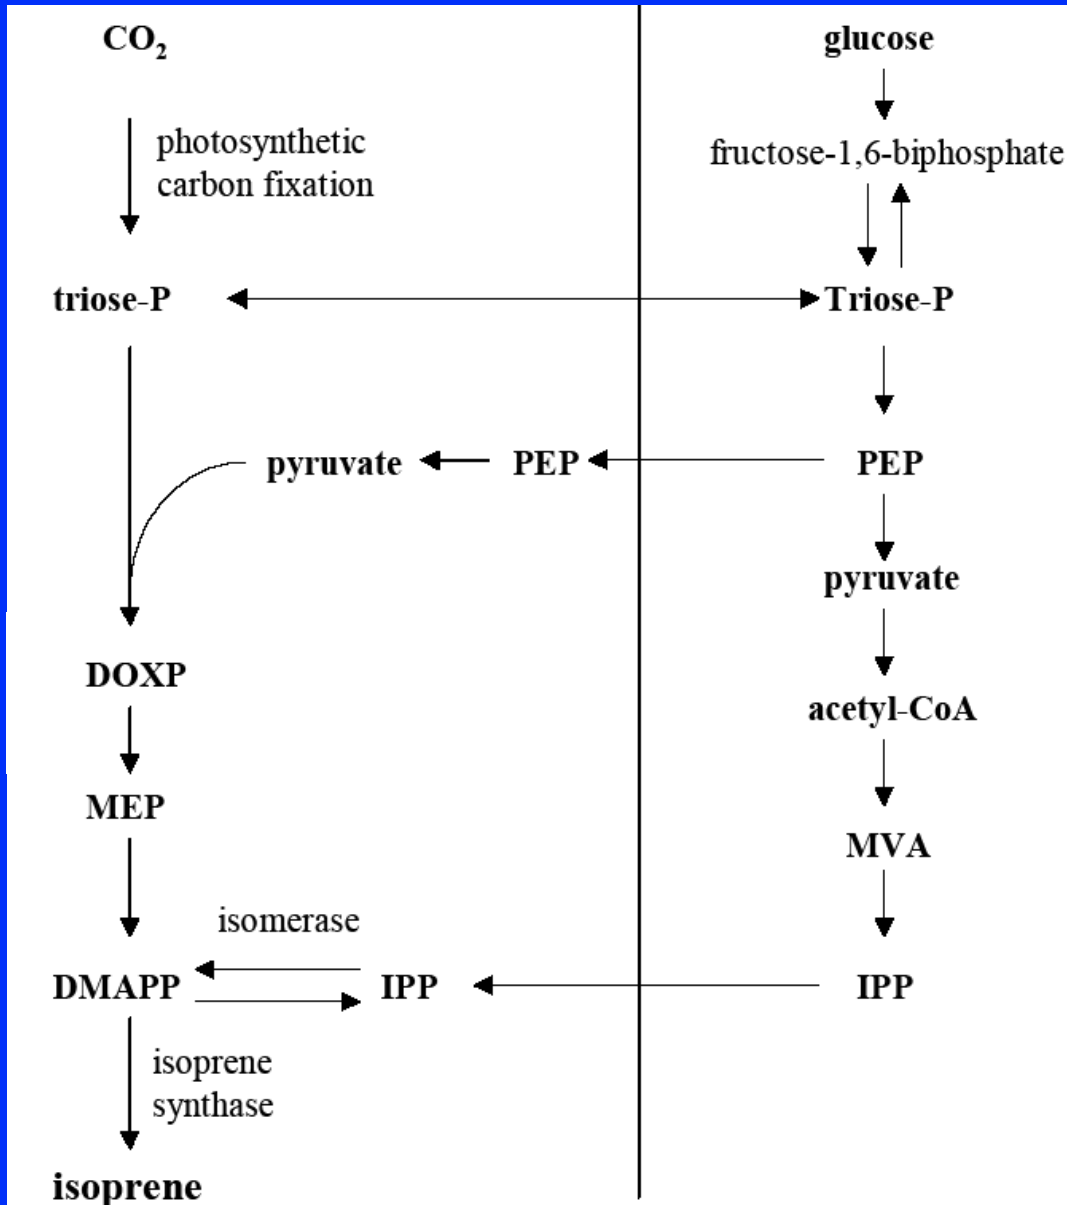 CO2
glucose
photosynthetic
carbon fixation
fructose-1,6-biphosphate
triose-P
Triose-P
pyruvate
PEP
PEP
pyruvate
DOXP
acetyl-CoA
MEP
MVA
isomerase
DMAPP
IPP
IPP
isoprene
synthase
isoprene